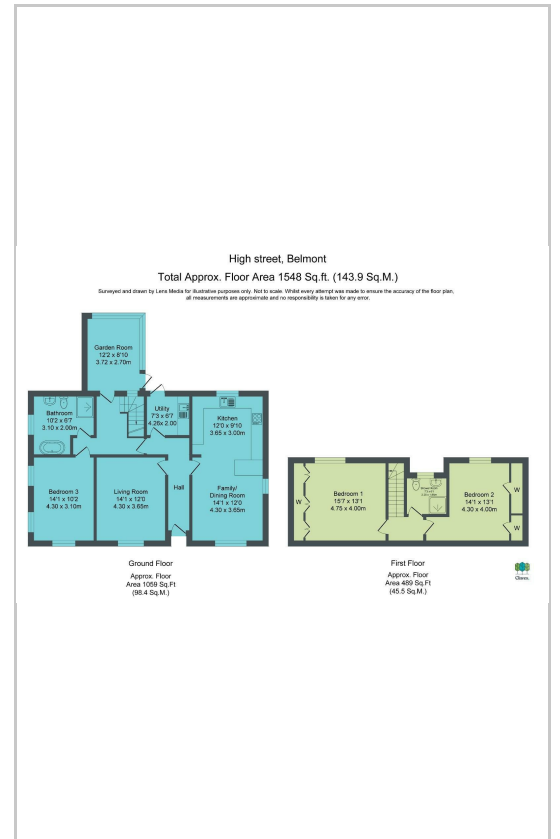 High street, Belmont
Total Approx. Floor Area 1548 Sq.ft. (143.9 Sq.M.)
Surveyed and drawn by Lens Media for illustrative purposes only. Not to scale. Whilst every attempt was made to ensure the accuracy of the floor plan,
all measurements are approximate and no responsibility is taken for any error.
Garden Room
12'2 x 8'10
3.72 x 2.70m
Bathroom
10'2 x 6'7
3.10 x 2.00m
Utility
7'3 x 6'7
4.26x 2.00
Kitchen
12'0 x 9'10
3.65 x 3.00m
Bedroom 3
14'1 x 10'2
4.30 x 3.10m
Living Room
14'1 x 12'0
4.30 x 3.65m
Hall
Family/
Dining Room
14'1 x 12'0
4.30 x 3.65m
Ground Floor
Approx. Floor
Area 1059 Sq.Ft
(98.4 Sq.M.)
W
Bedroom 1
15'7 x 13'1
4.75 x 4.00m
Bedroom 2
14'1 x 13'1
4.30 x 4.00m
W
W
First Floor
Approx. Floor
Area 489 Sq.Ft
(45.5 Sq.M.)